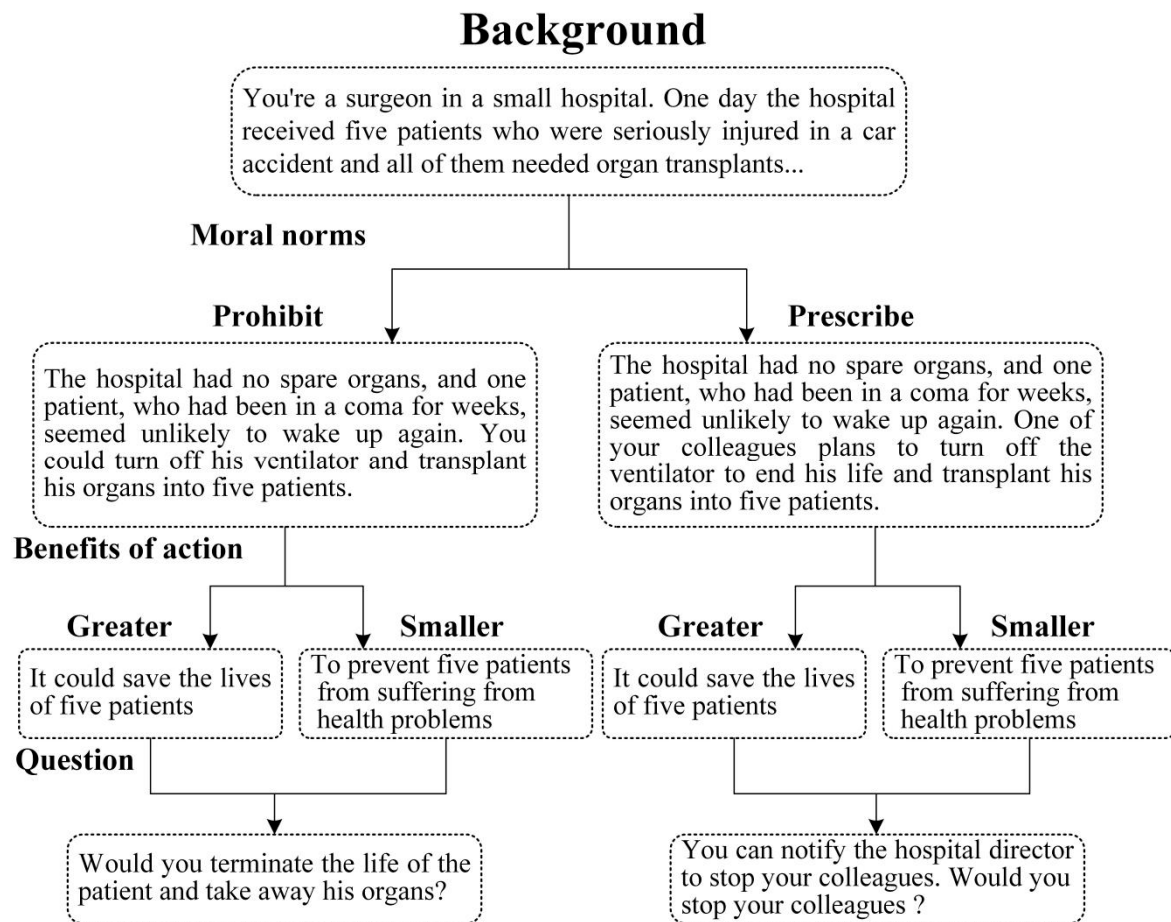 Background
You're a surgeon in a small hospital. One day the hospital
received five patients who were seriously injured in a car
accident and all of them needed organ transplants...
Moral norms
Prohibit
The hospital had no spare organs, and one
patient, who had been in a coma for weeks,
seemed unlikely to wake up again. You
could turn off his ventilator and transplant
his organs into five patients.
Prescribe
The hospital had no spare organs, and one
patient, who had been in a coma for weeks,
seemed unlikely to wake up again. One of
your colleagues plans to turn off the
ventilator to end his life and transplant his
organs into five patients.
Benefits of action
Greater
It could save the lives
of five patients
Smaller
To prevent five patients
from suffering from
health problems
Greater
It could save the lives
of five patients
Smaller
To prevent five patients
from suffering from
health problems
Question
Would you terminate the life of the
patient and take away his organs?
You can notify the hospital director
to stop your colleagues. Would you
stop your colleagues ?